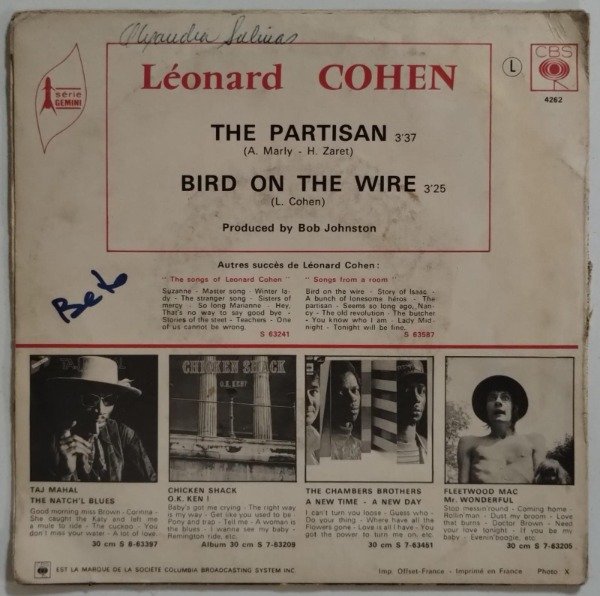 Alexandra Salinas
série
GEMINI
Léonard COHEN
L
CBS
4262
THE PARTISAN 3'37
(A. Marly - H. Zaret)
BIRD ON THE WIRE 3'25
(L. Cohen)
Produced by Bob Johnston
Autres succès de Léonard Cohen :
"The songs of Leonard Cohen"
Suzanne - Master song - Winter la-
dy - The stranger song - Sisters of
mercy - So long Marianne - Hey,
That's no way to say good bye -
Stories of the street - Teachers - One
of us cannot be wrong.
S 63241
"Songs from a room"
Bird on the wire - Story of Isaac -
A bunch of lonesome héros - The
partisan - Seems so long ago, Nan-
cy - The old revolution - The butcher
- You know who I am - Lady Mid-
night - Tonight will be fine.
S 63587
Beto
TAJ MAHAL
CHICKEN SHACK
O.K. KEN?
TAJ MAHAL
THE NATCH'L BLUES
Good morning miss Brown - Corinna -
She caught the Katy and left me
a mule to ride - The cuckoo - You
don't miss your water - A lot of love.
30 cm S 8-63397
CHICKEN SHACK
O.K. KEN !
Baby's got me crying - The right way
is my way - Get like you used to be -
Pony and trap - Tell me - A woman is
the blues - I wanna see my baby -
Remington ride, etc.
Album 30 cm S 7-63209
THE CHAMBERS BROTHERS
A NEW TIME - A NEW DAY
I can't turn you loose - Guess who -
Do your thing - Where have all the
Flowers gone - Love is all I have - You
got the power to turn me on, etc.
30 cm S 7-63451
FLEETWOOD MAC
Mr. WONDERFUL
Stop messin'round - Coming home -
Rollin'man - Dust my broom - Love
that burns - Doctor Brown - Need
your love tonight - If you be my
baby - Evenin'boogie, etc.
30 cm S 7-63205
CBS EST LA MARQUE DE LA SOCIÉTÉ COLUMBIA BROADCASTING SYSTEM INC
Imp. Offset-France - Imprimé en France
Photo X